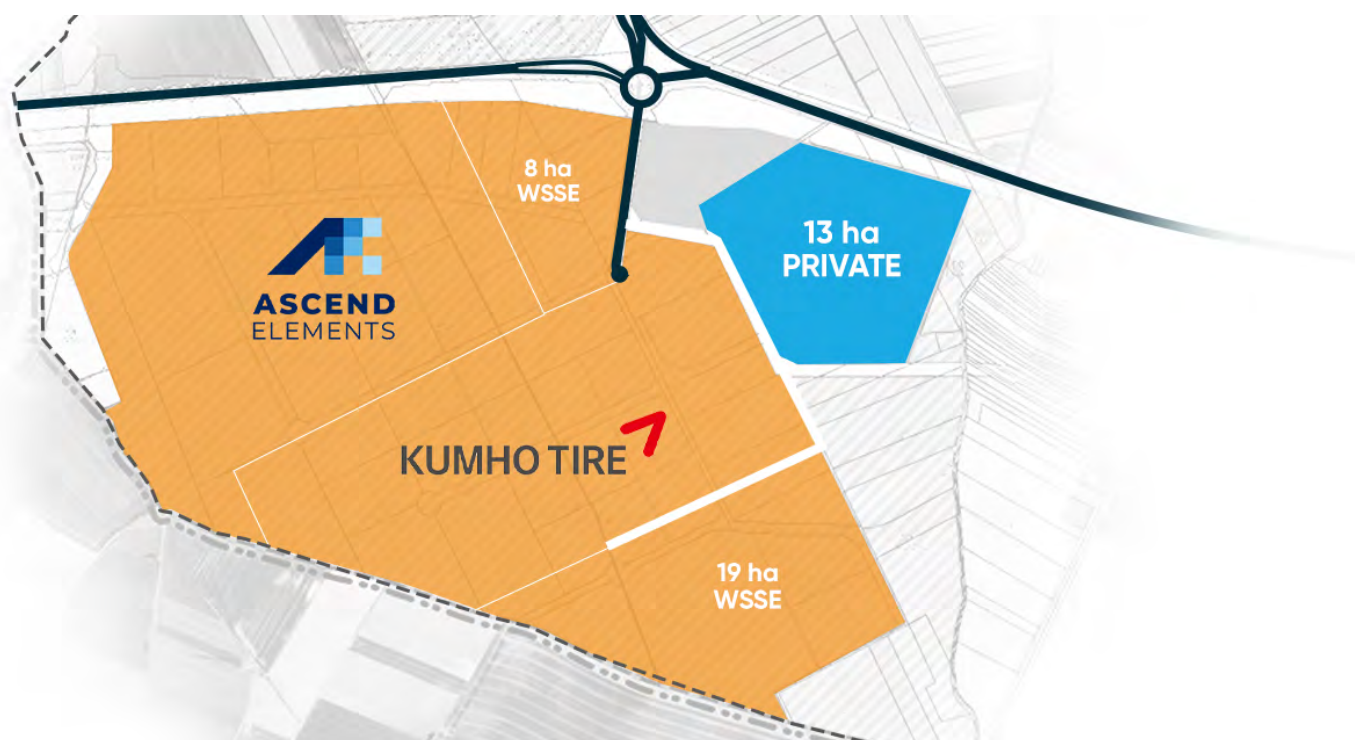 8 ha
WSSE
13 ha
PRIVATE
ASCEND
ELEMENTS
KUMHO TIRE
19 ha
WSSE